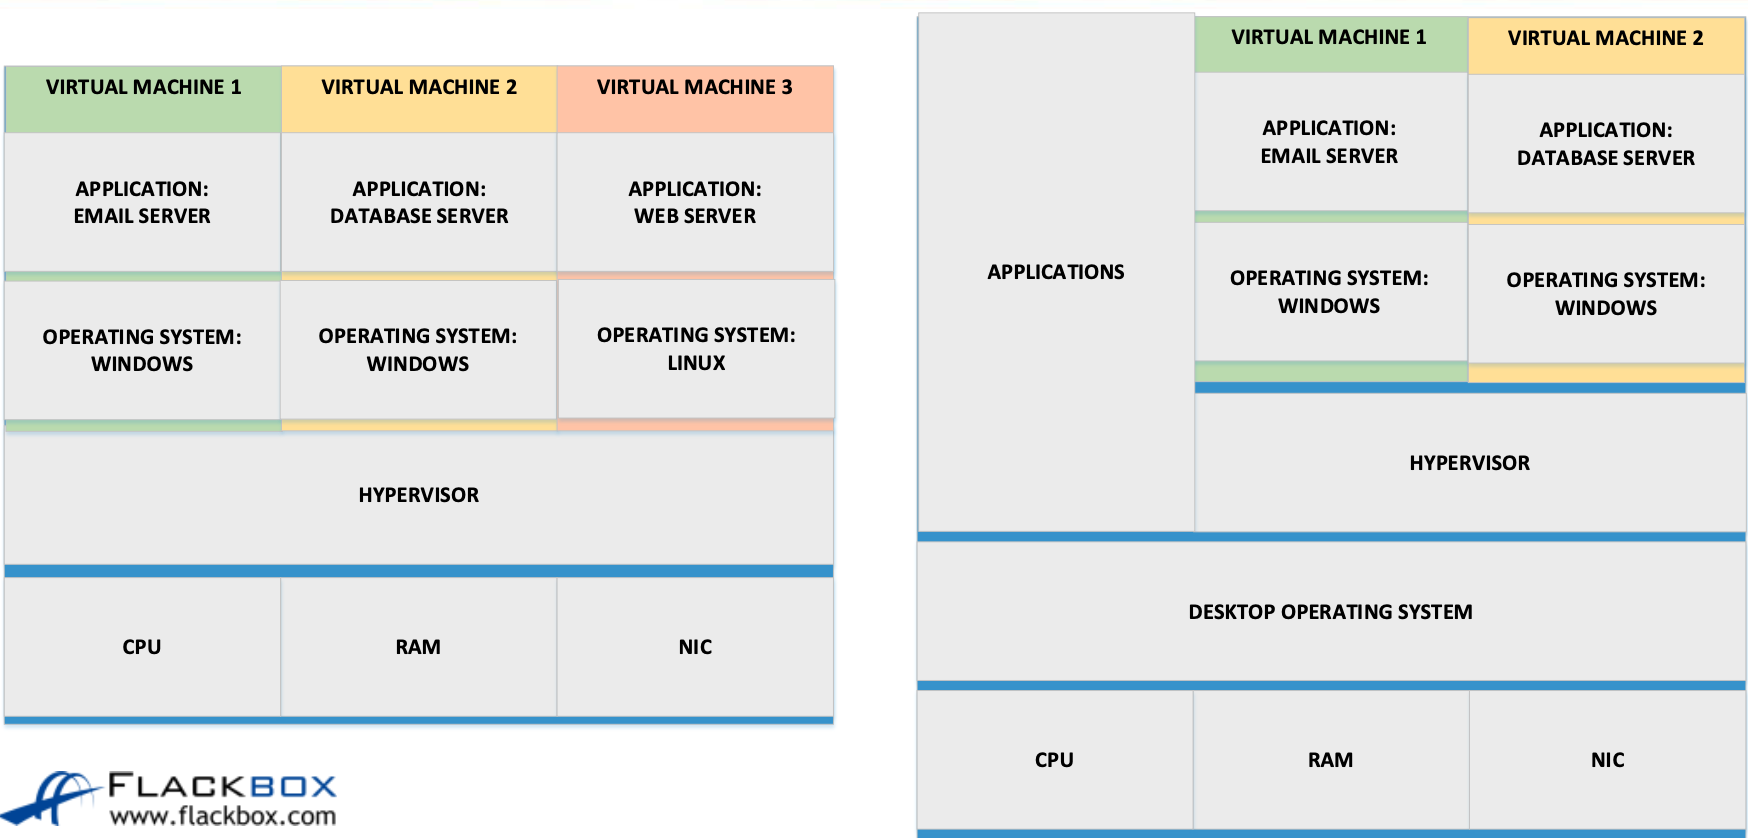 VIRTUAL MACHINE 1
VIRTUAL MACHINE 2
VIRTUAL MACHINE 3
APPLICATION:
EMAIL SERVER
APPLICATION:
DATABASE SERVER
APPLICATION:
WEB SERVER
OPERATING SYSTEM:
WINDOWS
OPERATING SYSTEM:
WINDOWS
OPERATING SYSTEM:
LINUX
HYPERVISOR
CPU
RAM
NIC
FLACKBOX
www.flackbox.com
APPLICATIONS
VIRTUAL MACHINE 1
VIRTUAL MACHINE 2
APPLICATION:
EMAIL SERVER
APPLICATION:
DATABASE SERVER
OPERATING SYSTEM:
WINDOWS
OPERATING SYSTEM:
WINDOWS
HYPERVISOR
DESKTOP OPERATING SYSTEM
CPU
RAM
NIC